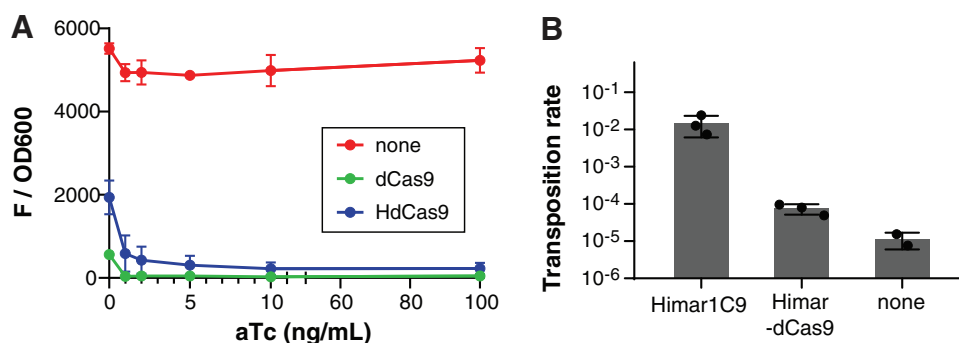 A
F / OD600
6000
4000
2000
0
none
dCas9
HdCas9
0 5 10 60 80 100
aTc (ng/mL)
B
Transposition rate
10-1
10-2
10-3
10-4
10-5
10-6
Himar1C9
Himar
-dCas9
none